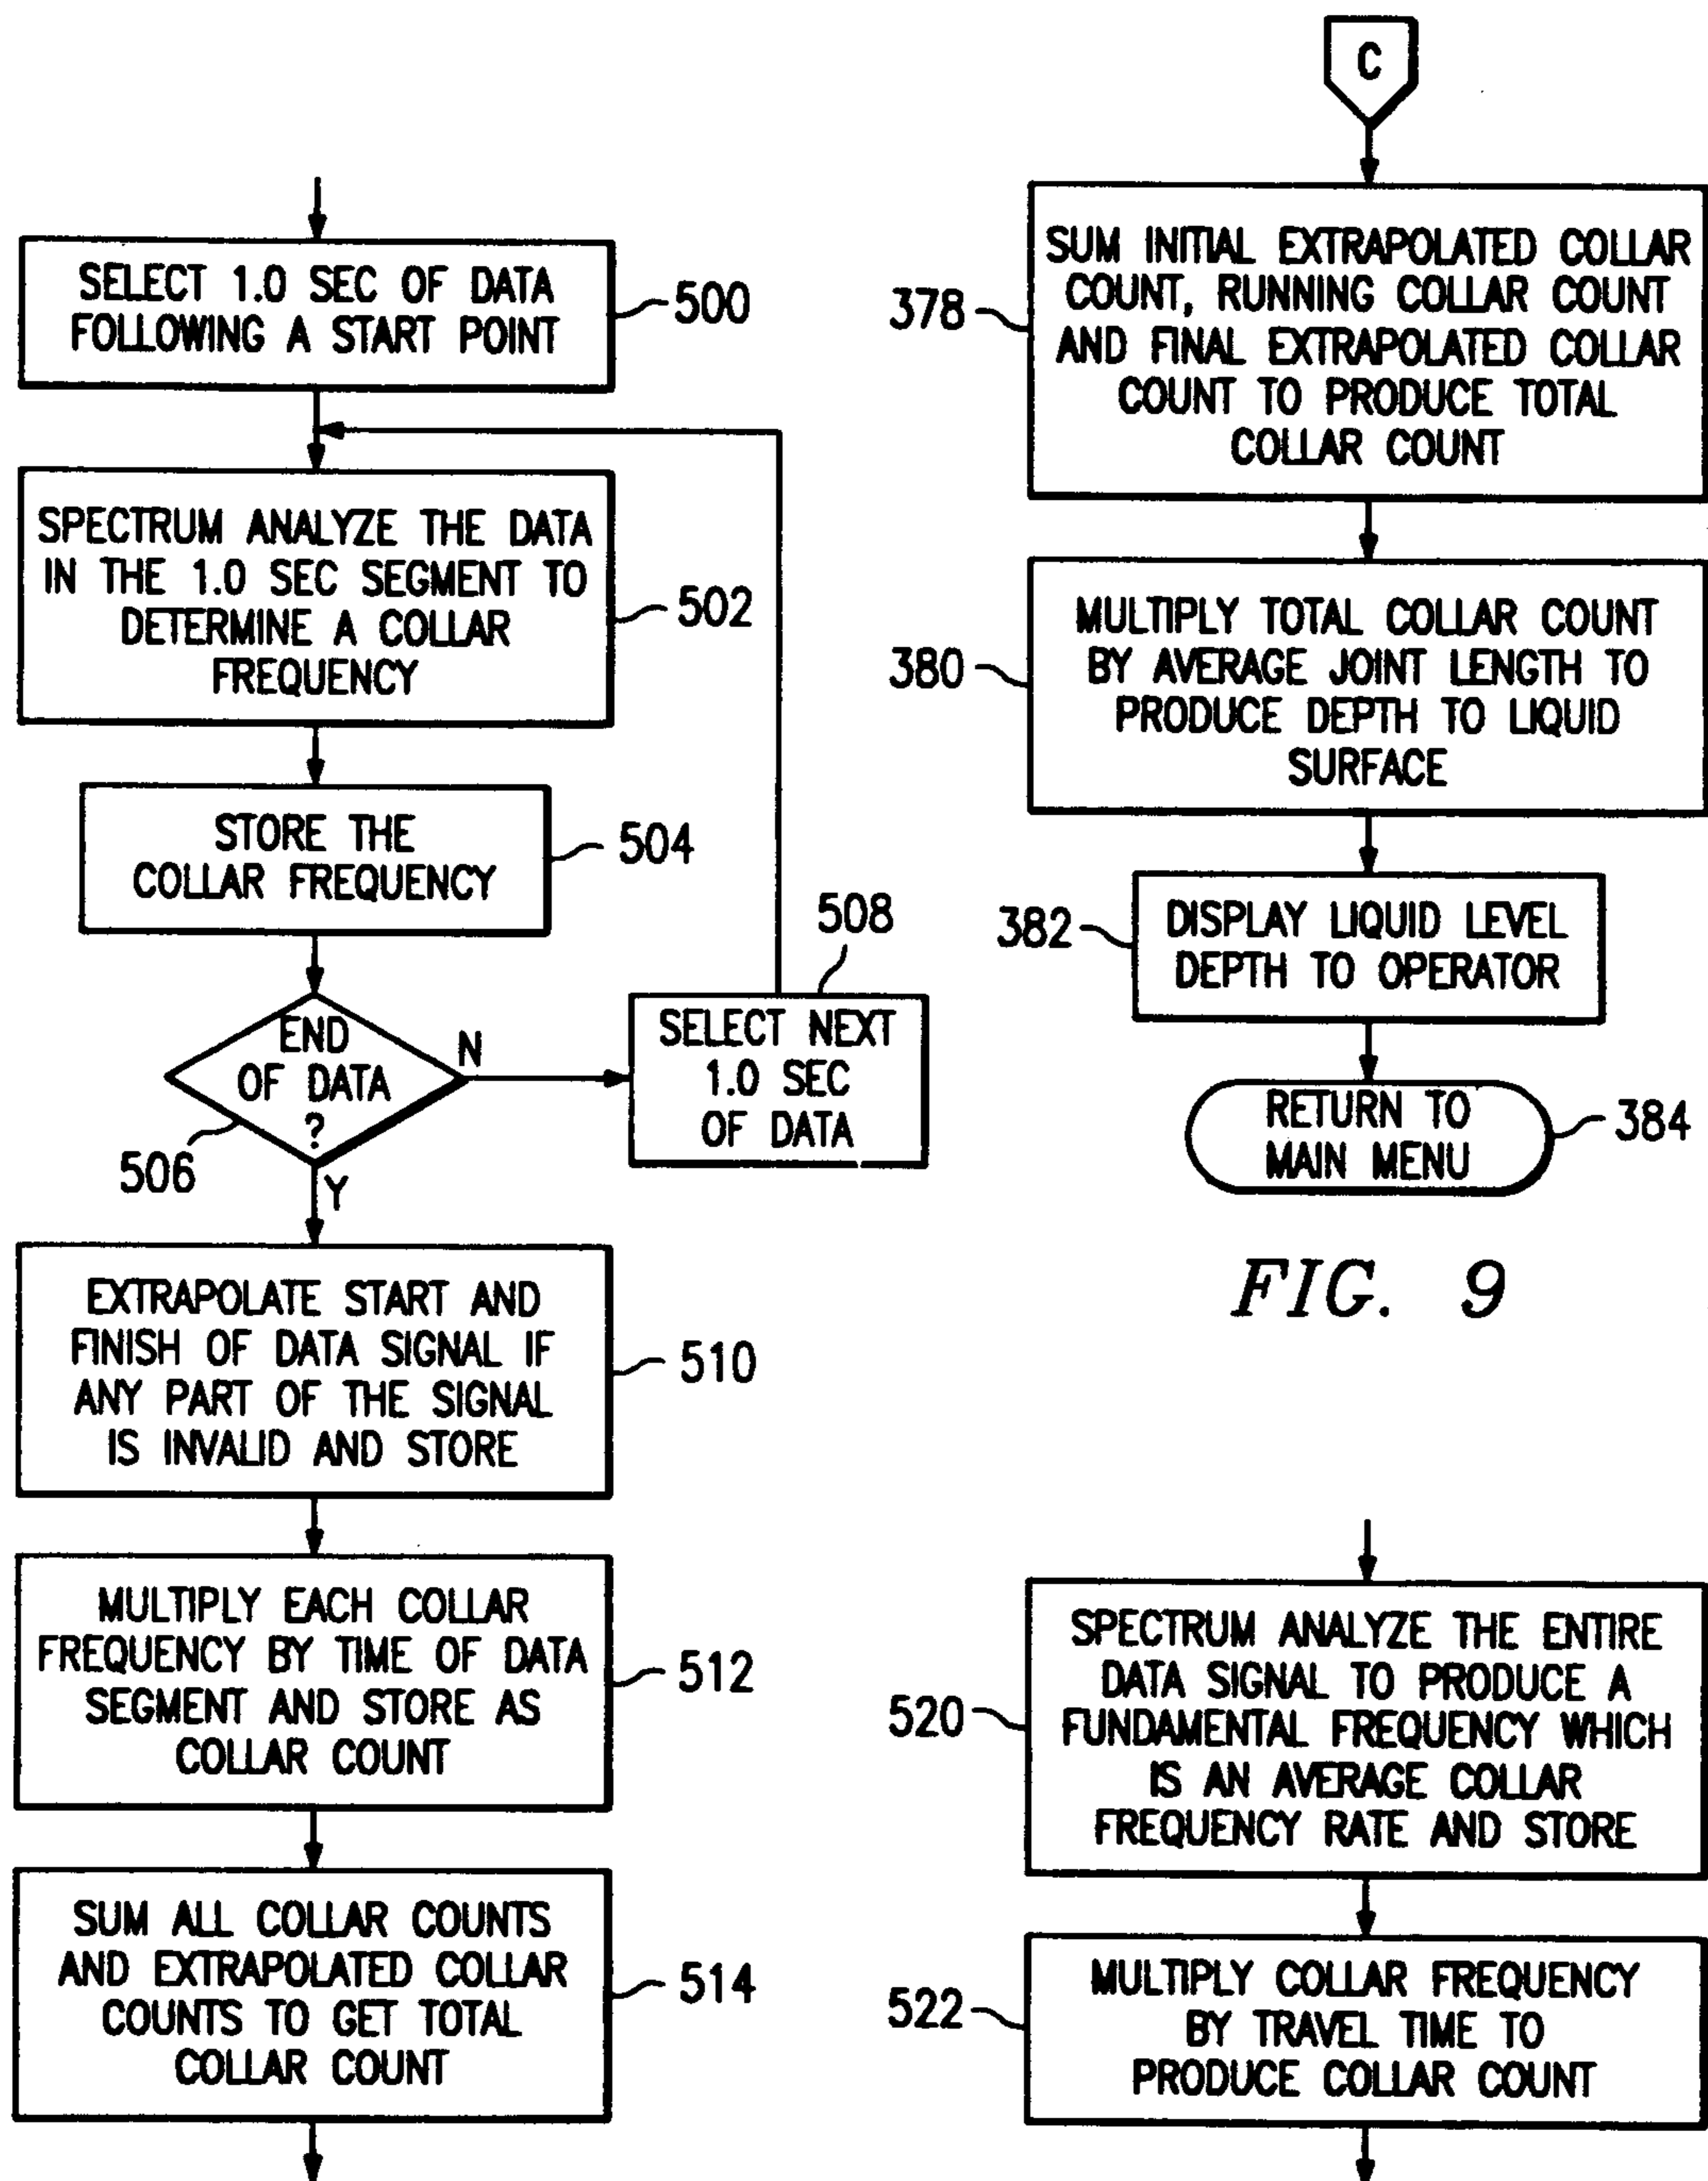 SELECT 1.0 SEC OF DATA
FOLLOWING A START POINT
500
SPECTRUM ANALYZE THE DATA
IN THE 1.0 SEC SEGMENT TO
DETERMINE A COLLAR
FREQUENCY
502
STORE THE
COLLAR FREQUENCY
504
END
OF DATA
?
506
N
Y
508
SELECT NEXT
1.0 SEC
OF DATA
EXTRAPOLATE START AND
FINISH OF DATA SIGNAL IF
ANY PART OF THE SIGNAL
IS INVALID AND STORE
510
MULTIPLY EACH COLLAR
FREQUENCY BY TIME OF DATA
SEGMENT AND STORE AS
COLLAR COUNT
512
SUM ALL COLLAR COUNTS
AND EXTRAPOLATED COLLAR
COUNTS TO GET TOTAL
COLLAR COUNT
514
C
378
SUM INITIAL EXTRAPOLATED COLLAR
COUNT, RUNNING COLLAR COUNT
AND FINAL EXTRAPOLATED COLLAR
COUNT TO PRODUCE TOTAL
COLLAR COUNT
380
MULTIPLY TOTAL COLLAR COUNT
BY AVERAGE JOINT LENGTH TO
PRODUCE DEPTH TO LIQUID
SURFACE
382
DISPLAY LIQUID LEVEL
DEPTH TO OPERATOR
RETURN TO
MAIN MENU
384
FIG. 9
520
SPECTRUM ANALYZE THE ENTIRE
DATA SIGNAL TO PRODUCE A
FUNDAMENTAL FREQUENCY WHICH
IS AN AVERAGE COLLAR
FREQUENCY RATE AND STORE
522
MULTIPLY COLLAR FREQUENCY
BY TRAVEL TIME TO
PRODUCE COLLAR COUNT